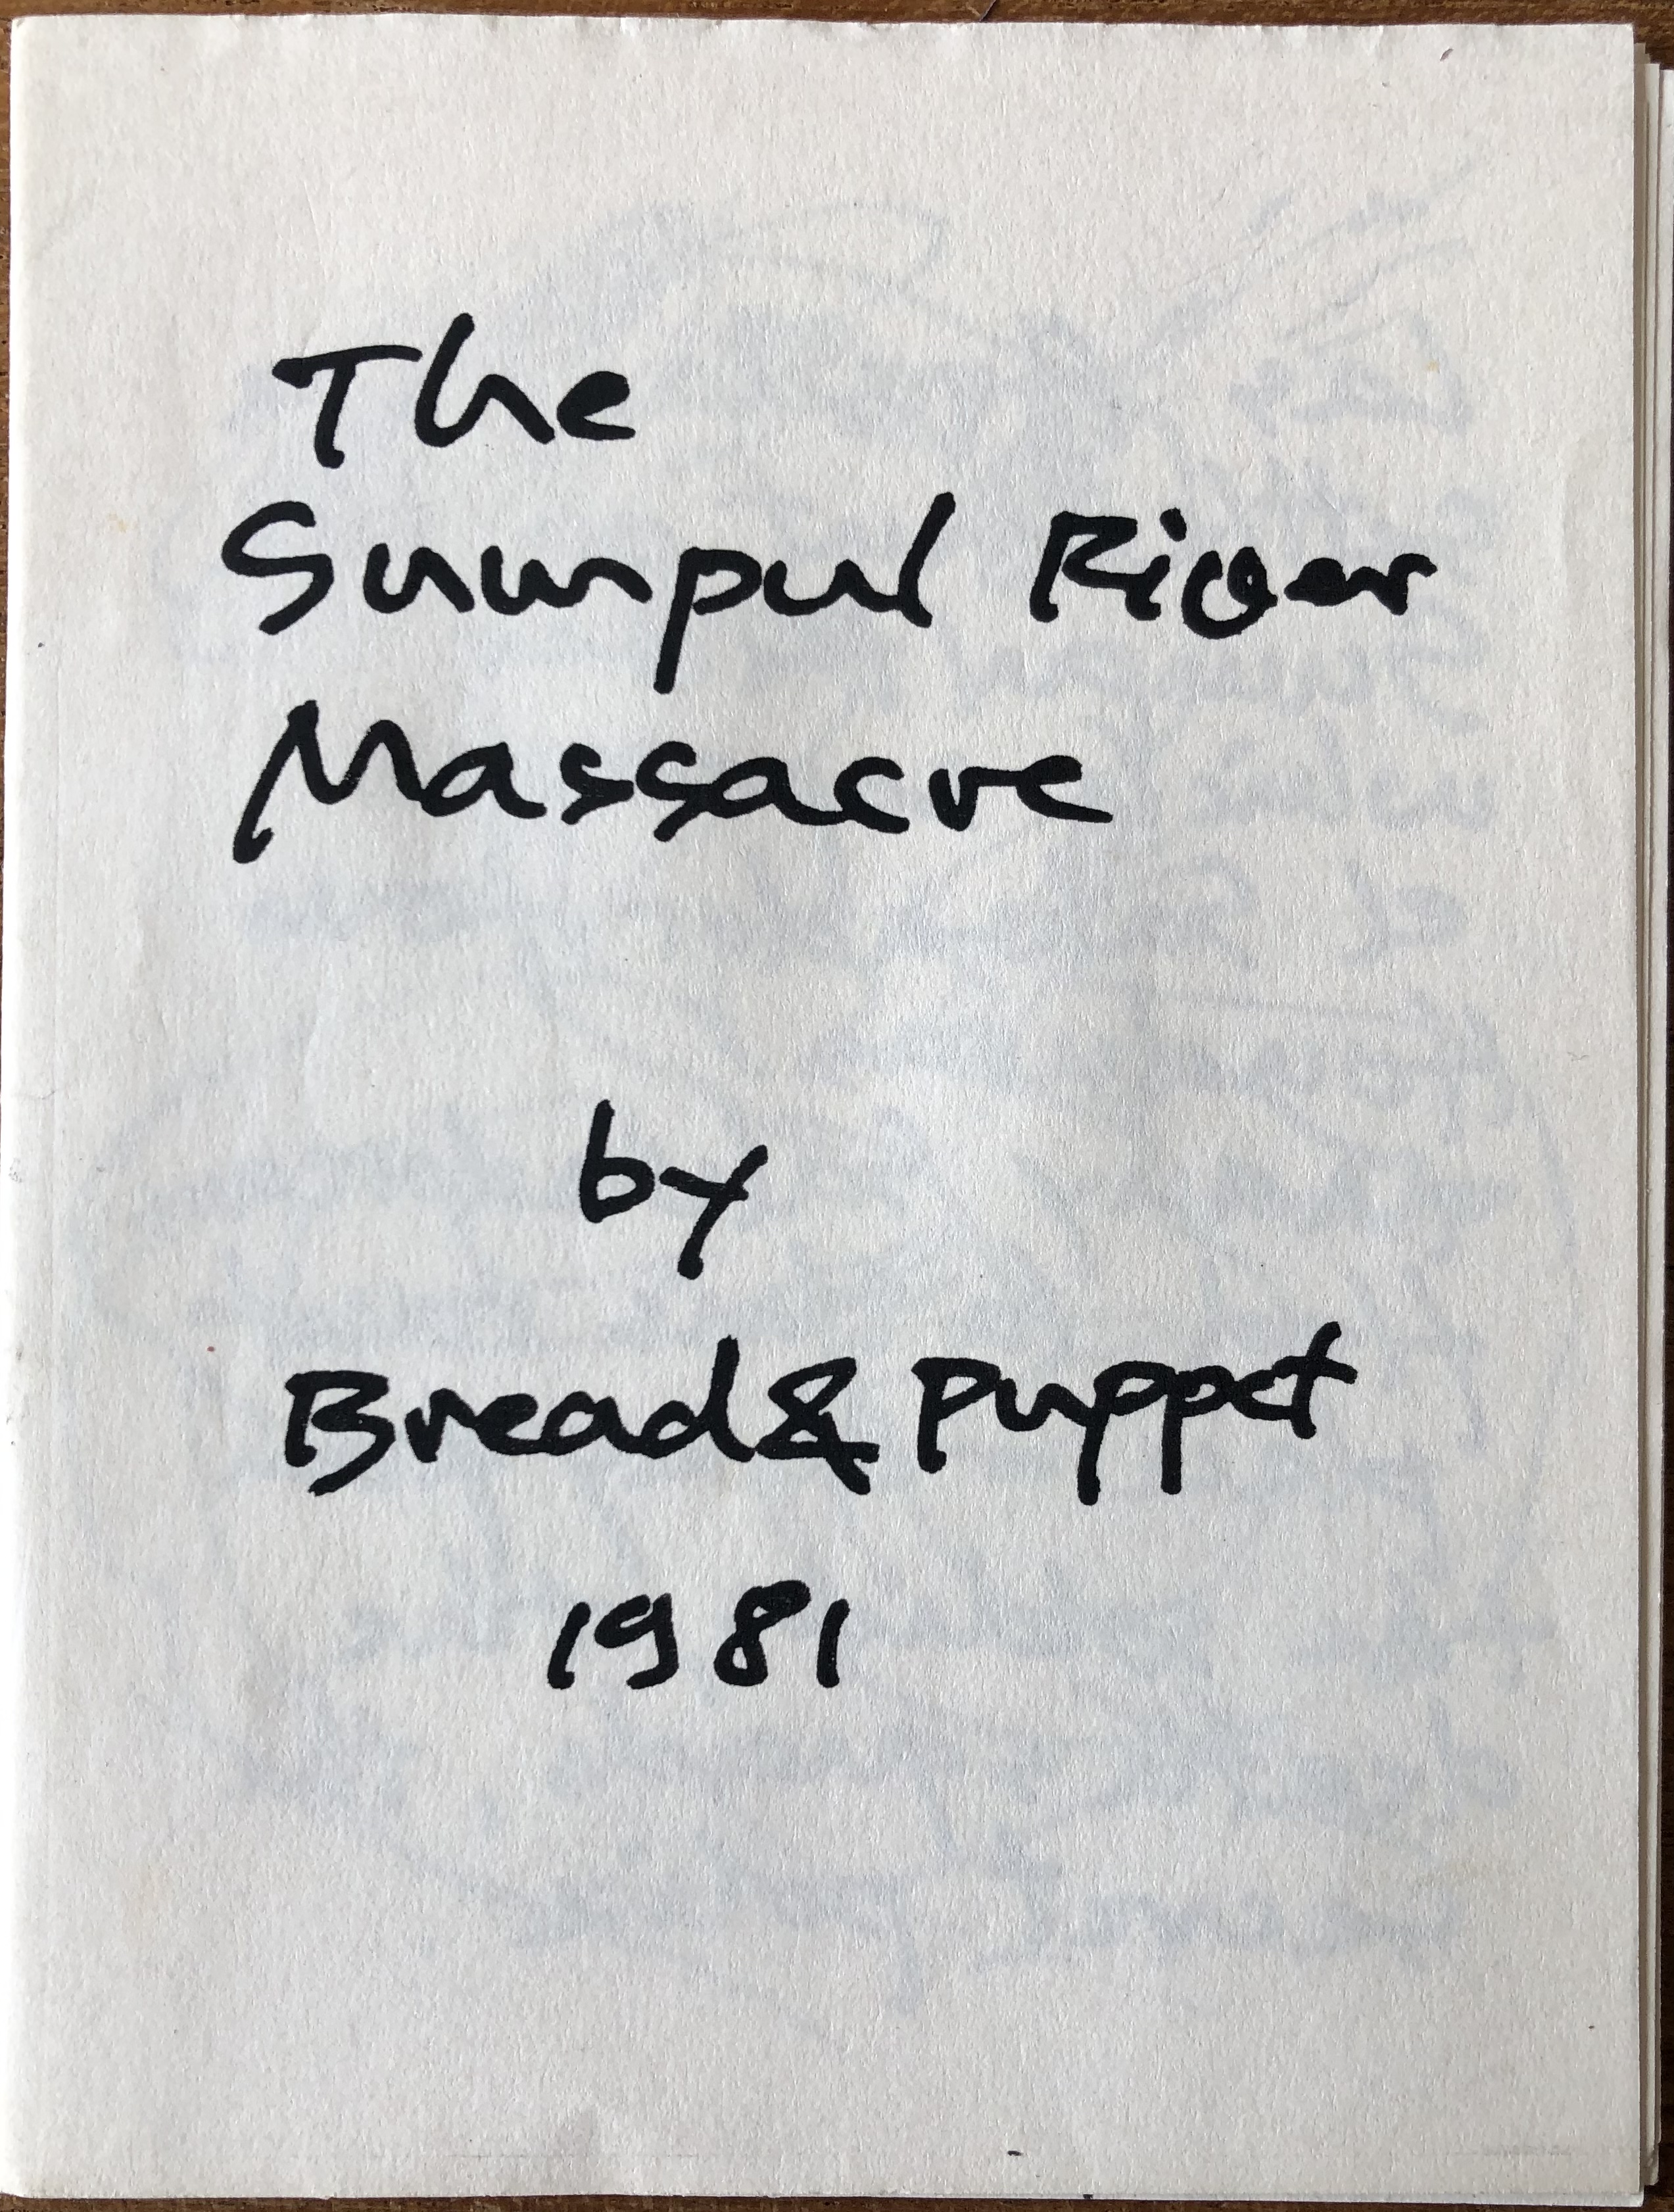 The
Sumpul River
Massacre
by
Bread & Puppet
1981